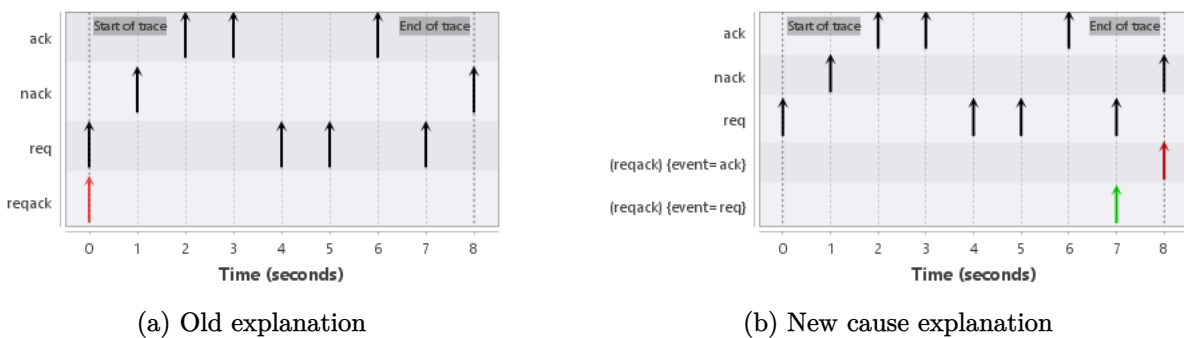 Start of trace
End of trace
ack
nack
req
reqack
0 1 2 3 4 5 6 7 8
Time (seconds)
(a) Old explanation
Start of trace
End of trace
ack
nack
req
(reqack) {event= ack}
(reqack) {event= req}
0 1 2 3 4 5 6 7 8
Time (seconds)
(b) New cause explanation